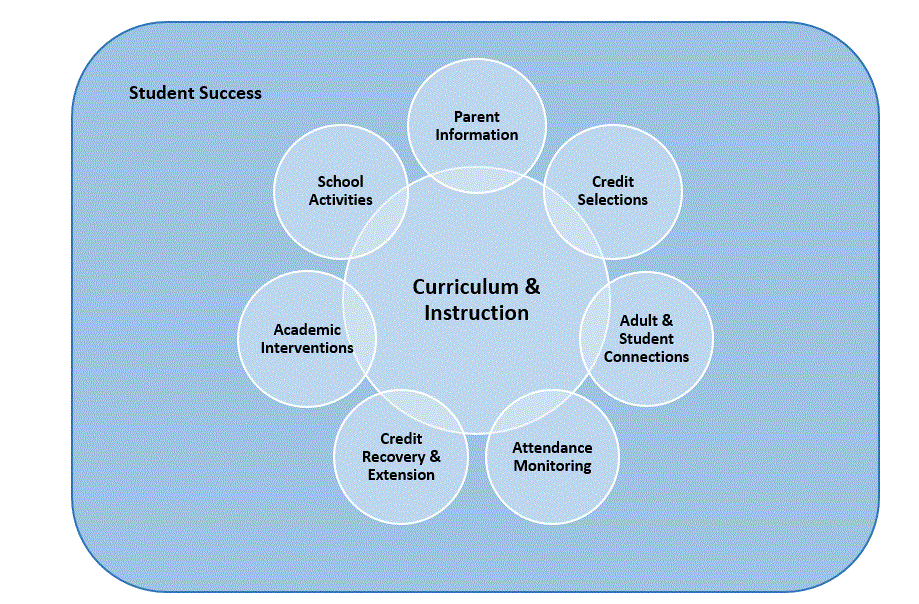 Student Success
Parent
Information
School
Activities
Credit
Selections
Curriculum &
Instruction
Academic
Interventions
Adult &
Student
Connections
Credit
Recovery &
Extension
Attendance
Monitoring